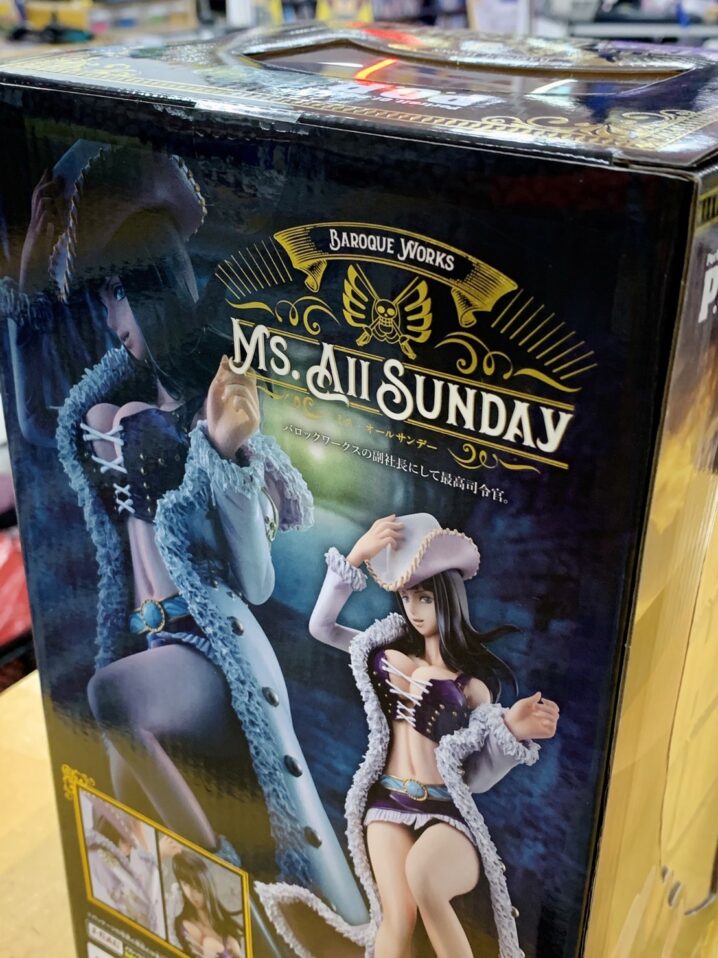 BAROQUE WORKS
MS. All SUNDAY
オールサンデー
バロックワークスの副社長にして最高司令官。